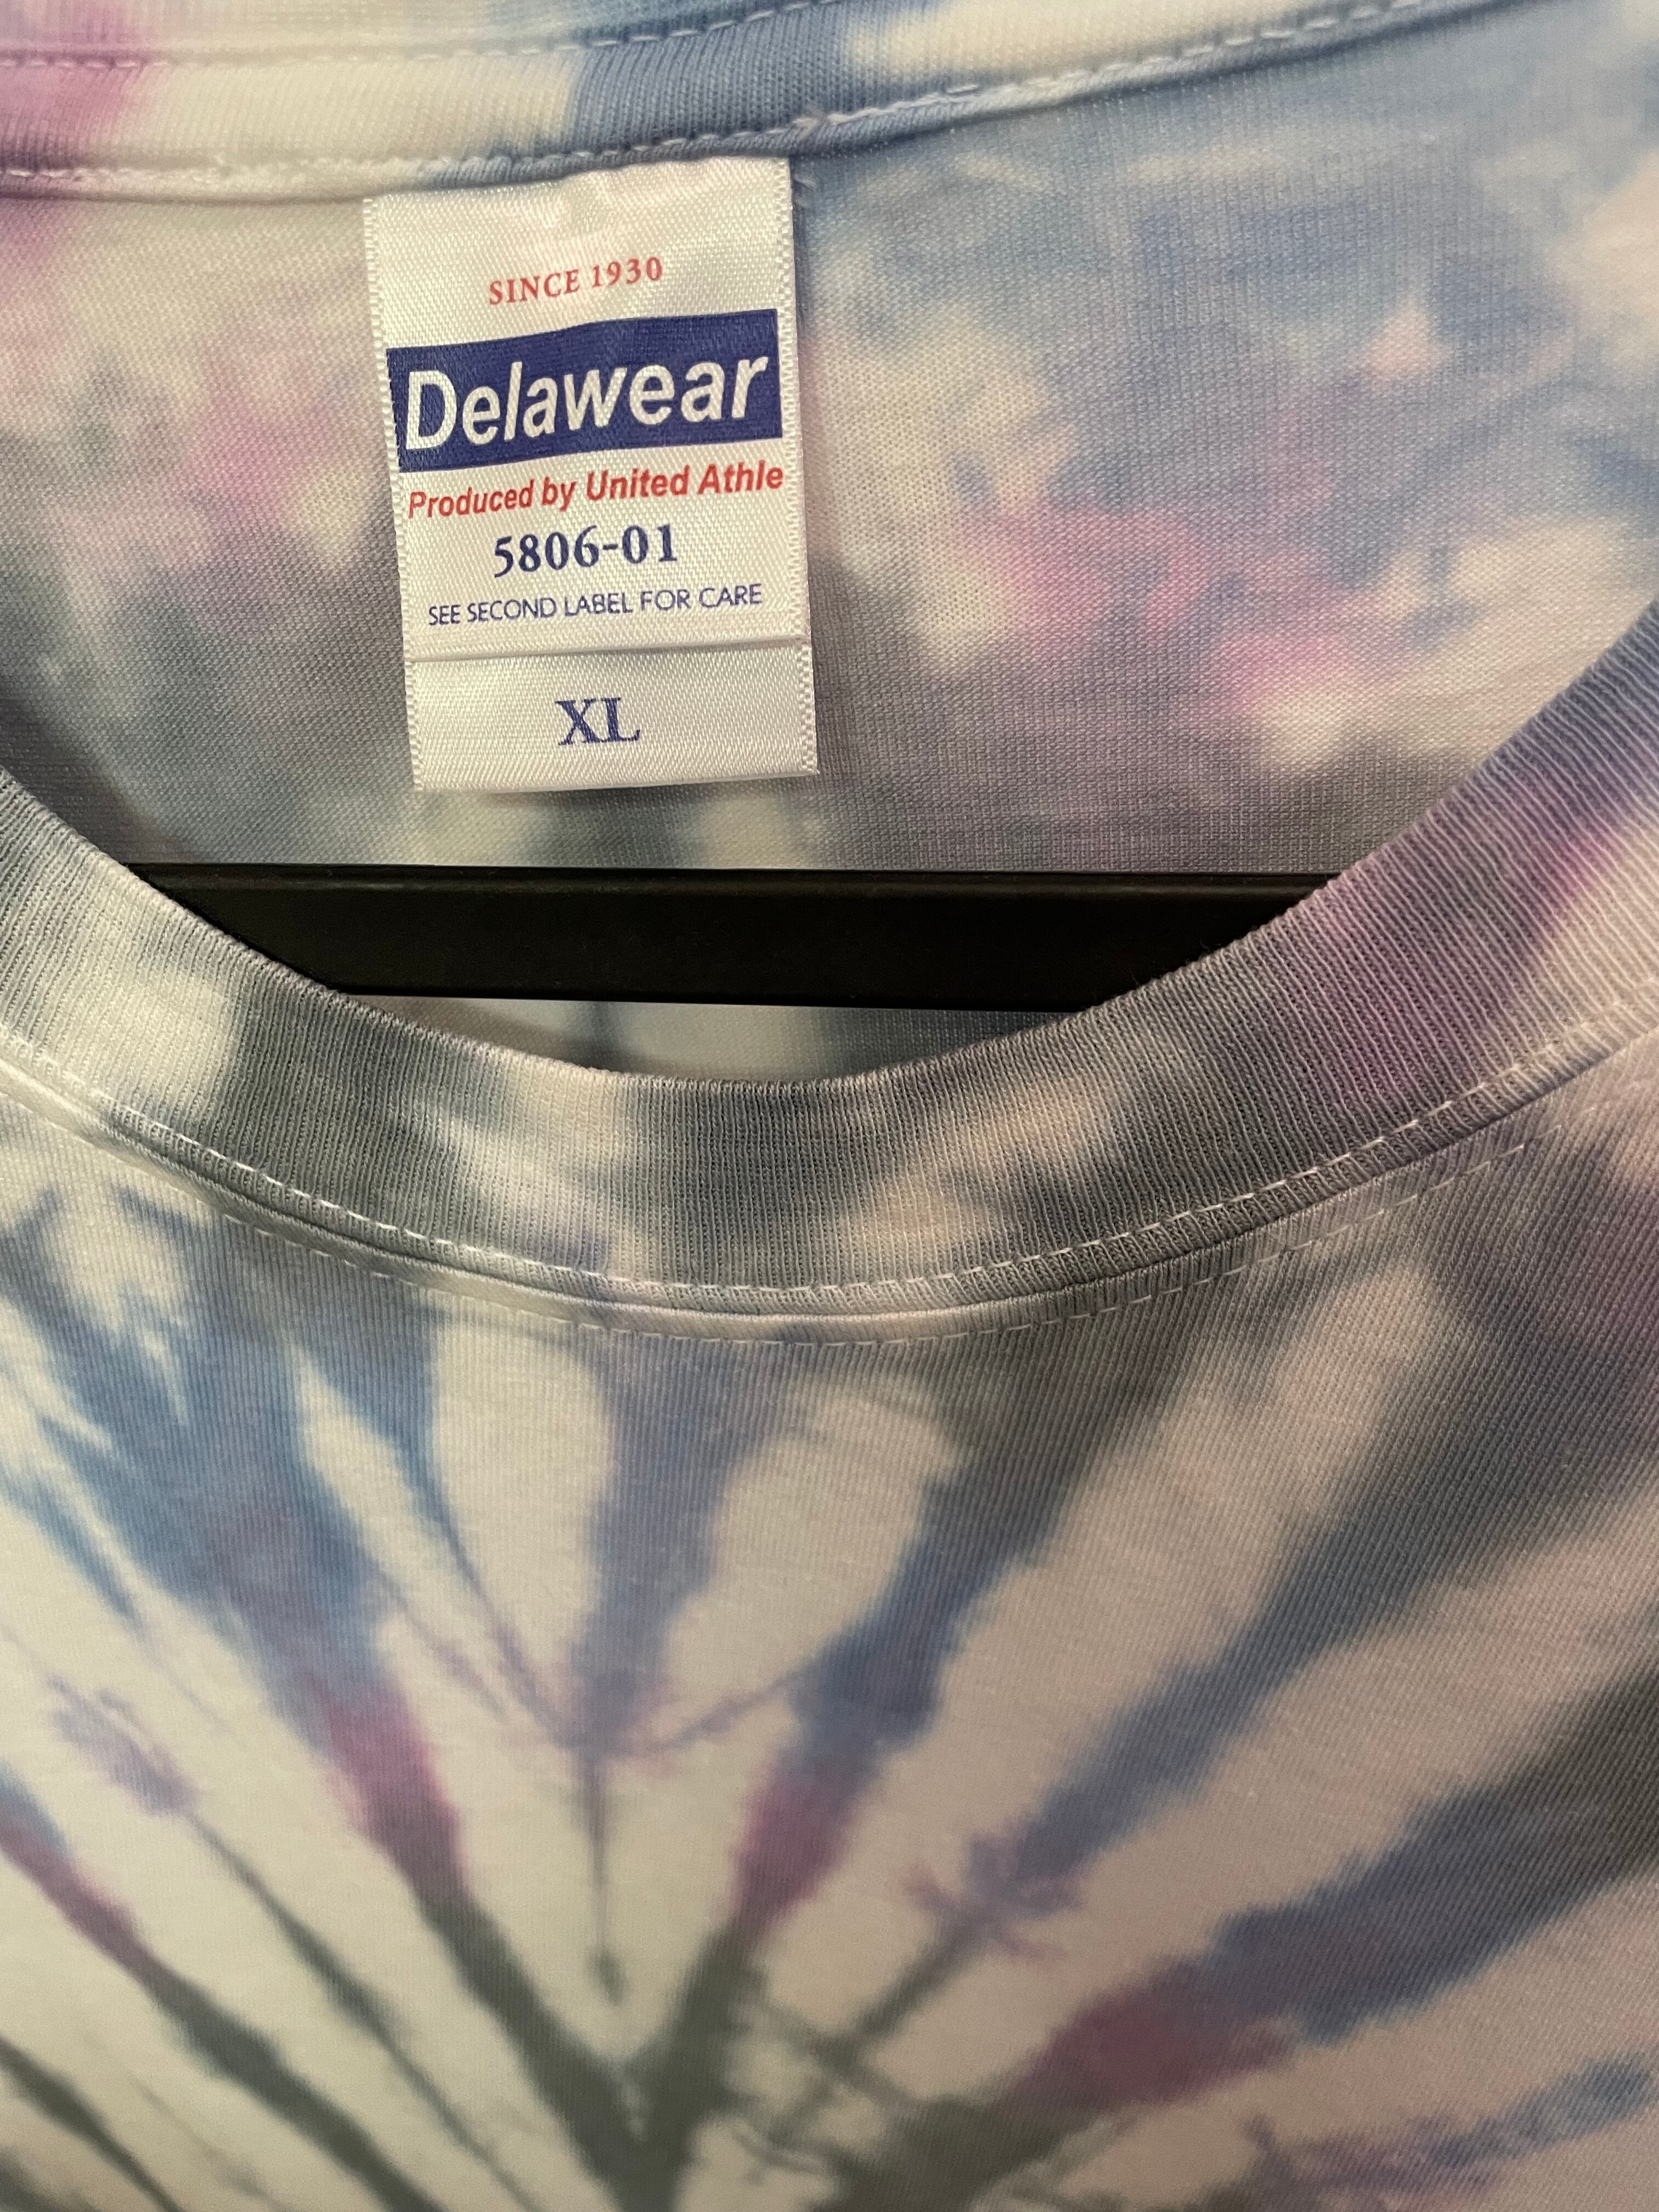 SINCE 1930
Delawear
Produced by United Athle
5806-01
SEE SECOND LABEL FOR CARE
XL